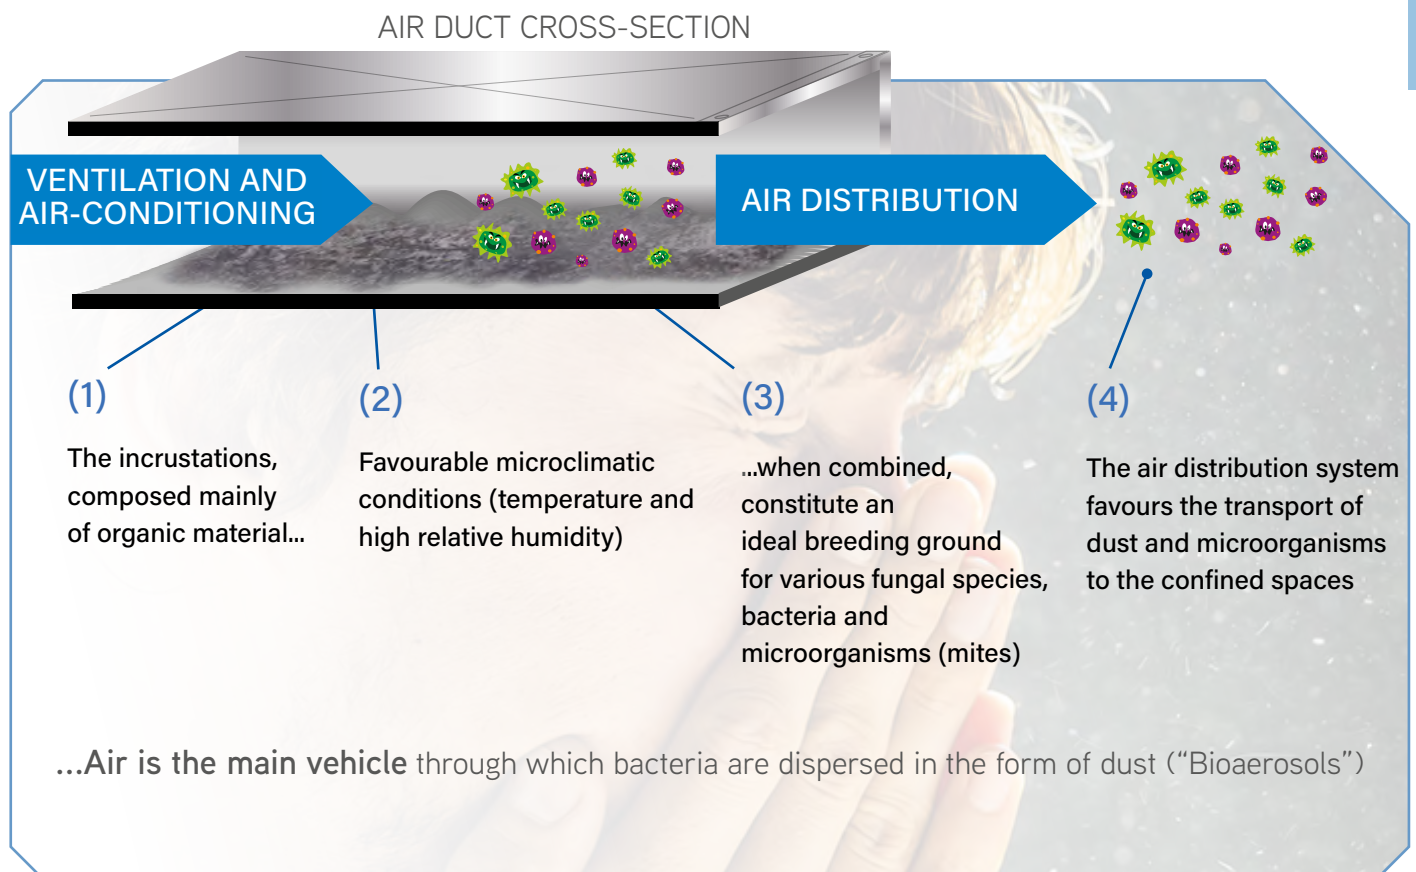 AIR DUCT CROSS-SECTION
VENTILATION AND
AIR-CONDITIONING
AIR DISTRIBUTION
(1)
The incrustations,
composed mainly
of organic material...
(2)
Favourable microclimatic
conditions (temperature and
high relative humidity)
(3)
...when combined,
constitute an
ideal breeding ground
for various fungal species,
bacteria and
microorganisms (mites)
(4)
The air distribution system
favours the transport of
dust and microorganisms
to the confined spaces
...Air is the main vehicle through which bacteria are dispersed in the form of dust (“Bioaerosols”)